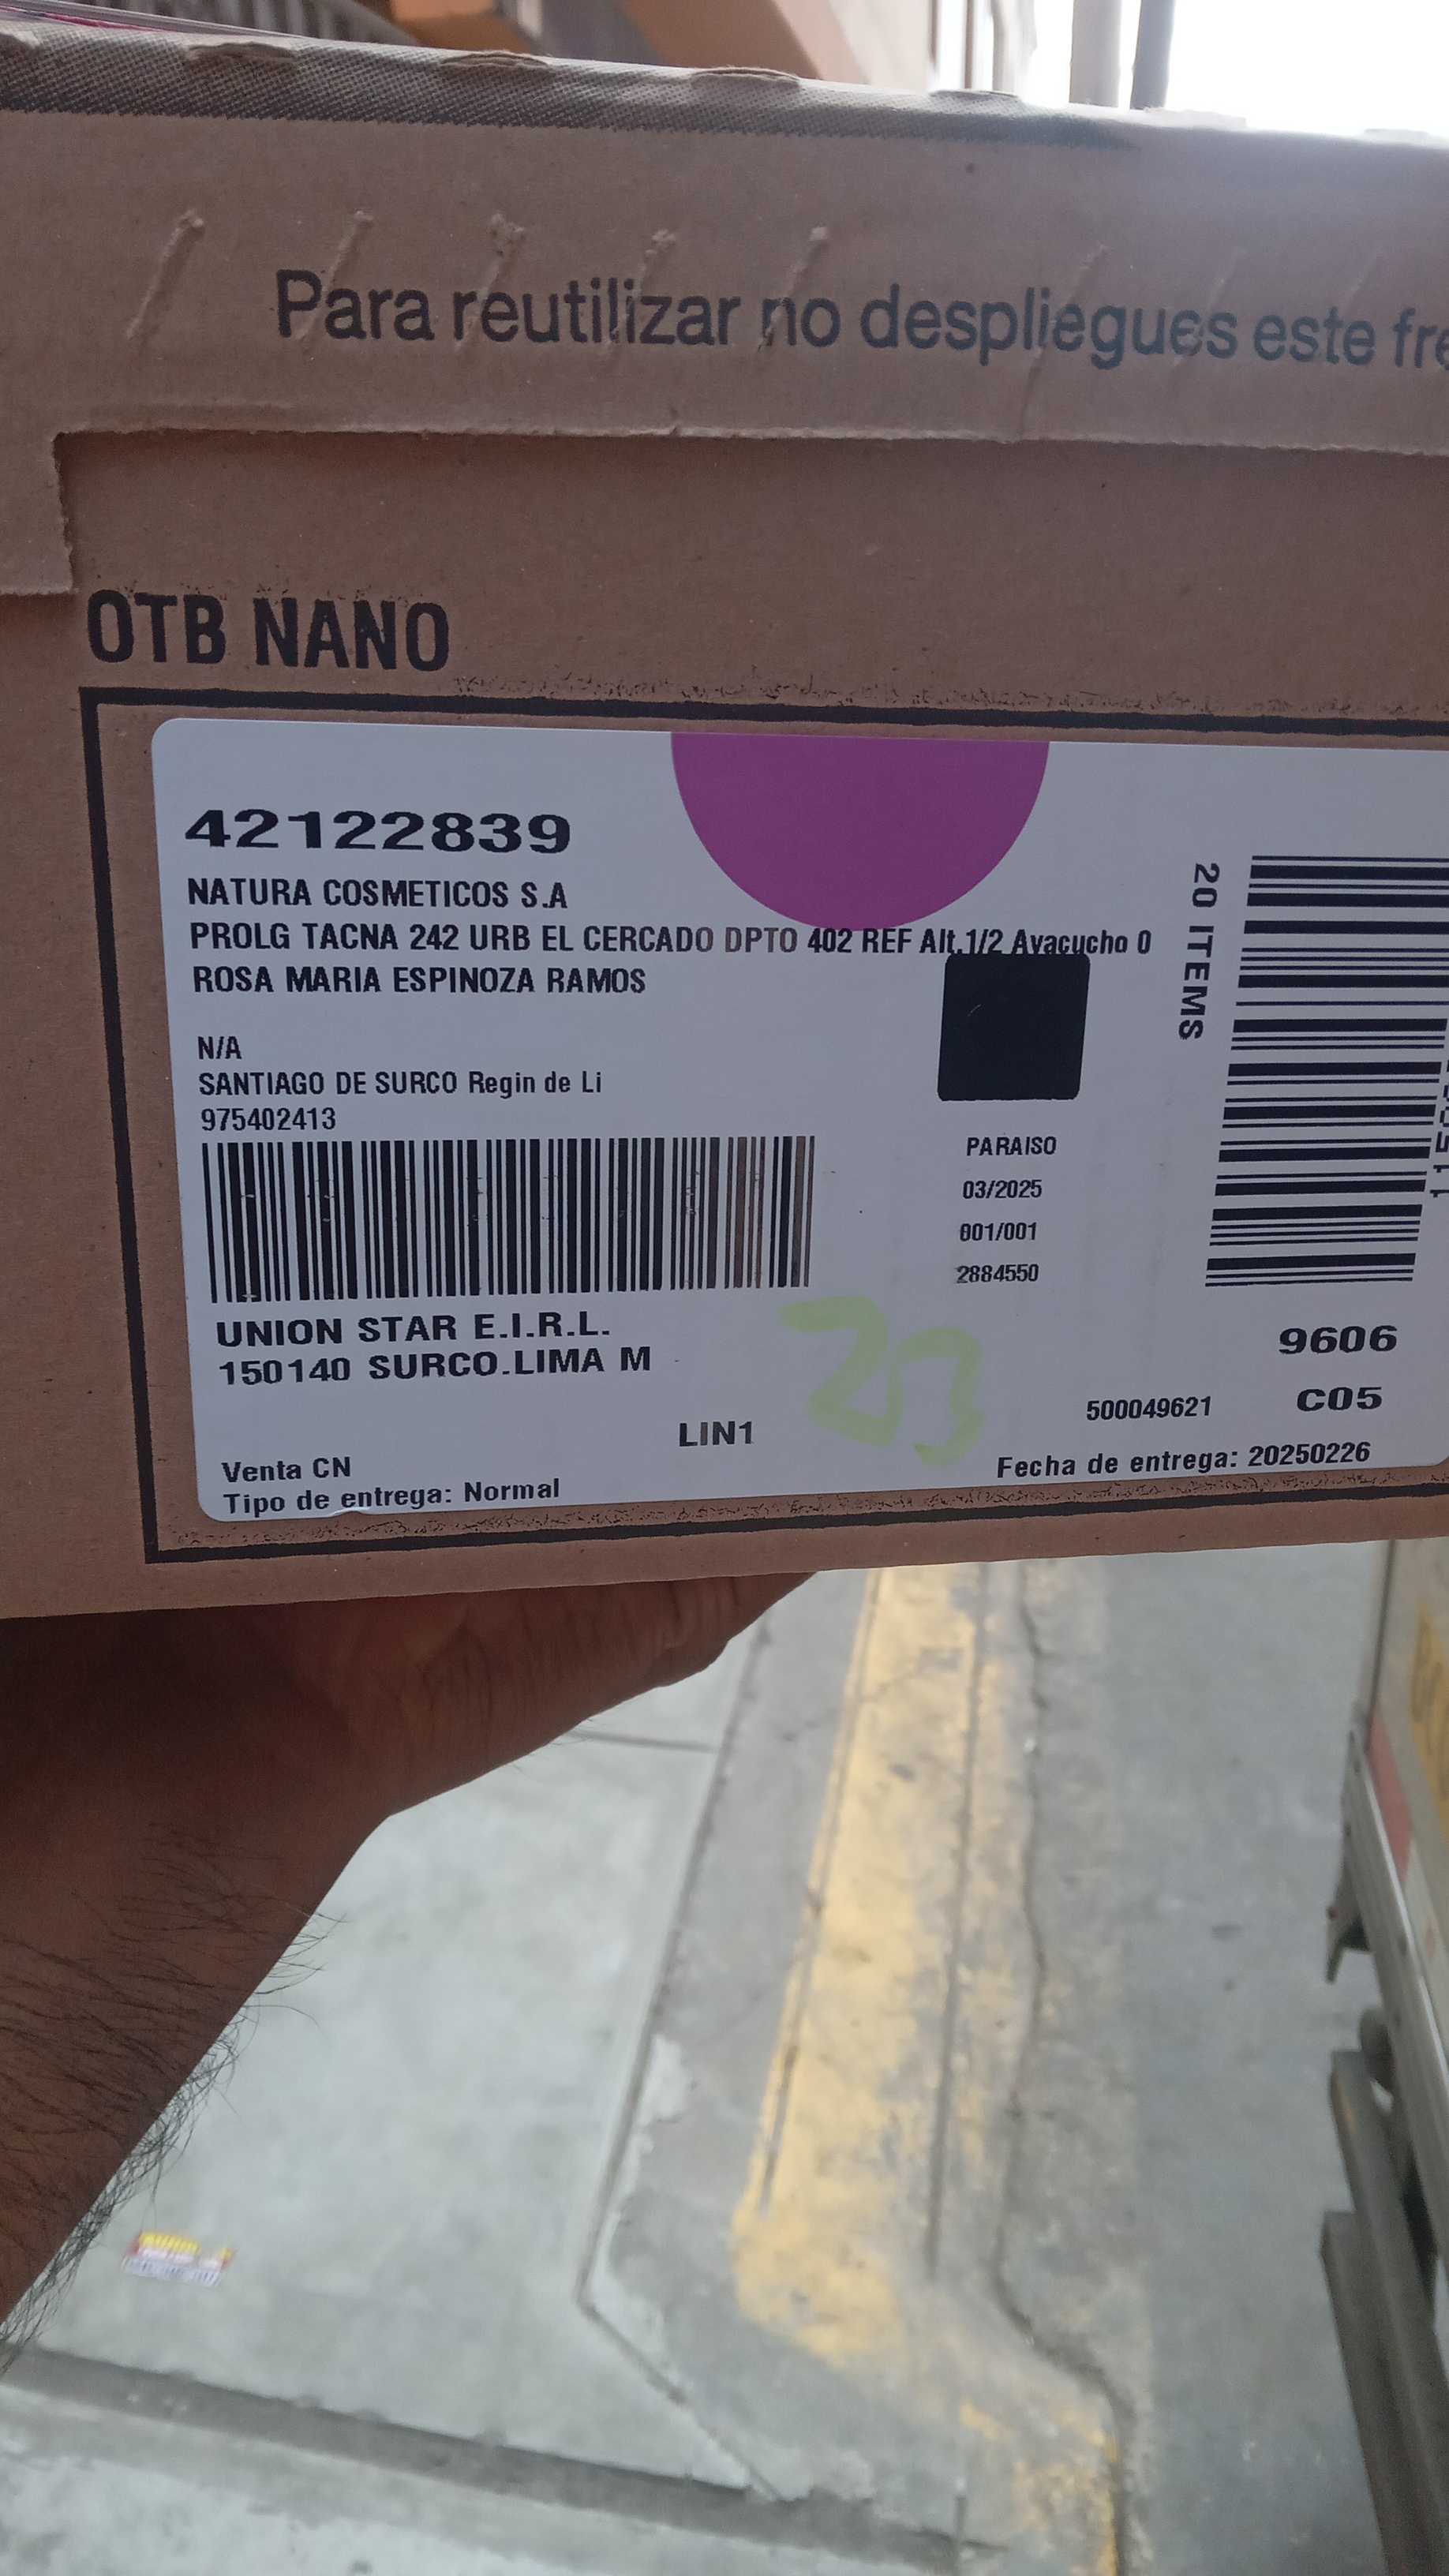 Para reutilizar no despliegues este
OTB NANO
42122839
NATURA COSMETICOS S.A
PROLG TACNA 242 URB EL CERCADO DPTO 402 REF Alt.1/2 Ayacucho 0
ROSA MARIA ESPINOZA RAMOS
N/A
SANTIAGO DE SURCO Regin de Li
975402413
20 ITEMS
PARAISO
03/2025
001/001
2884550
UNION STAR E.I.R.L.
150140 SURCO.LIMA M
23
9606
500049621 C05
LIN1
Venta CN
Fecha de entrega: 20250226
Tipo de entrega: Normal